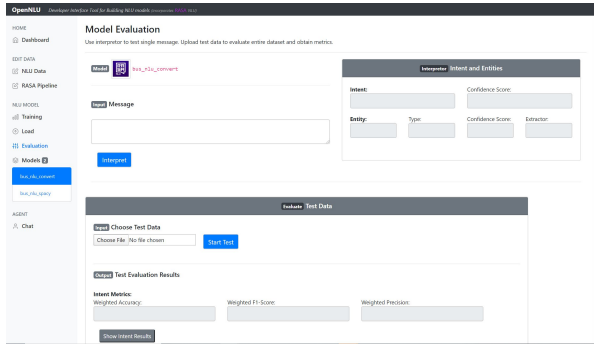 OpenNLU Developer Interface Tool for Building NLU models
HOME
Dashboard
EDIT DATA
NLU Data
RASA Pipeline
NLU MODEL
Training
Load
Evaluation
Models 2
bus_nlu_convert
bus_nlu_spacy
AGENT
Chat
Model Evaluation
Use interpretor to test single message. Upload test data to evaluate entire dataset and obtain metrics.
Model bus_nlu_convert
Input Message
Interpret
Interpretor Intent and Entities
Intent: Confidence Score:
Entity: Type: Confidence Score: Extractor:
Evaluate Test Data
Input Choose Test Data
Choose File No file chosen Start Test
Output Test Evaluation Results
Intent Metrics:
Weighted Accuracy: Weighted F1-Score: Weighted Precision:
Show Intent Results